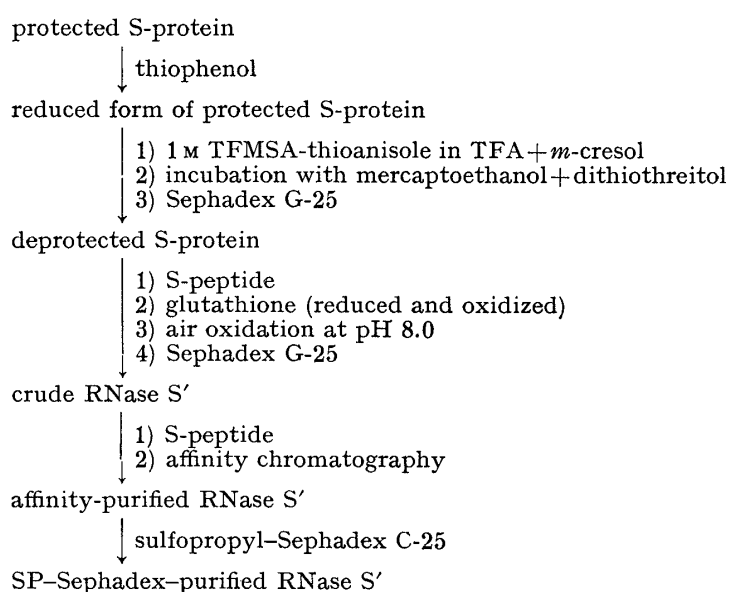 protected S-protein
thiophenol
reduced form of protected S-protein
1) 1 M TFMSA-thioanisole in TFA+m-cresol
2) incubation with mercaptoethanol+dithiothreitol
3) Sephadex G-25
deprotected S-protein
1) S-peptide
2) glutathione (reduced and oxidized)
3) air oxidation at pH 8.0
4) Sephadex G-25
crude RNase S′
1) S-peptide
2) affinity chromatography
affinity-purified RNase S′
sulfopropyl–Sephadex C-25
SP–Sephadex–purified RNase S′